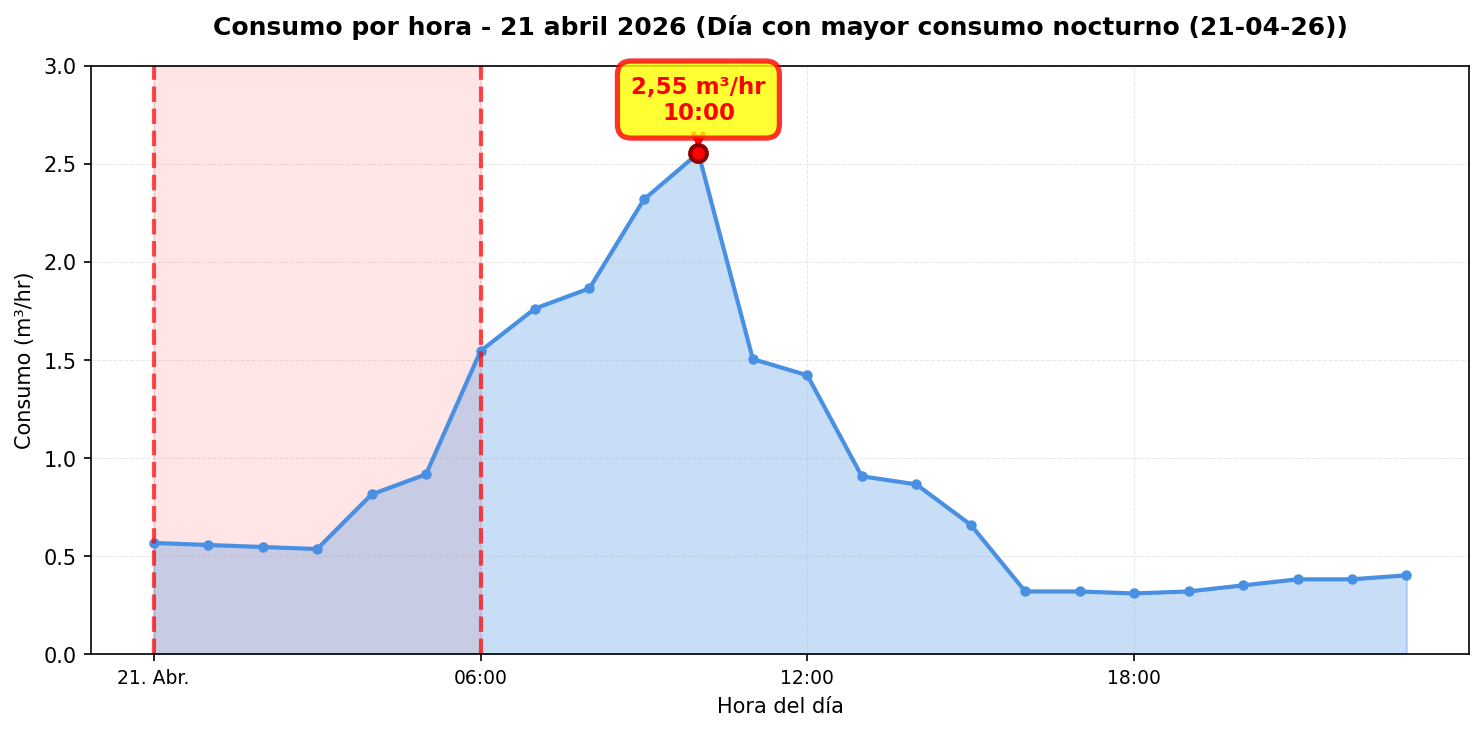 Consumo por hora - 21 abril 2026 (Día con mayor consumo nocturno (21-04-26))
2,55 m³/hr
10:00
Consumo (m³/hr)
3.0
2.5
2.0
1.5
1.0
0.5
0.0
21. Abr.
06:00
12:00
18:00
Hora del día